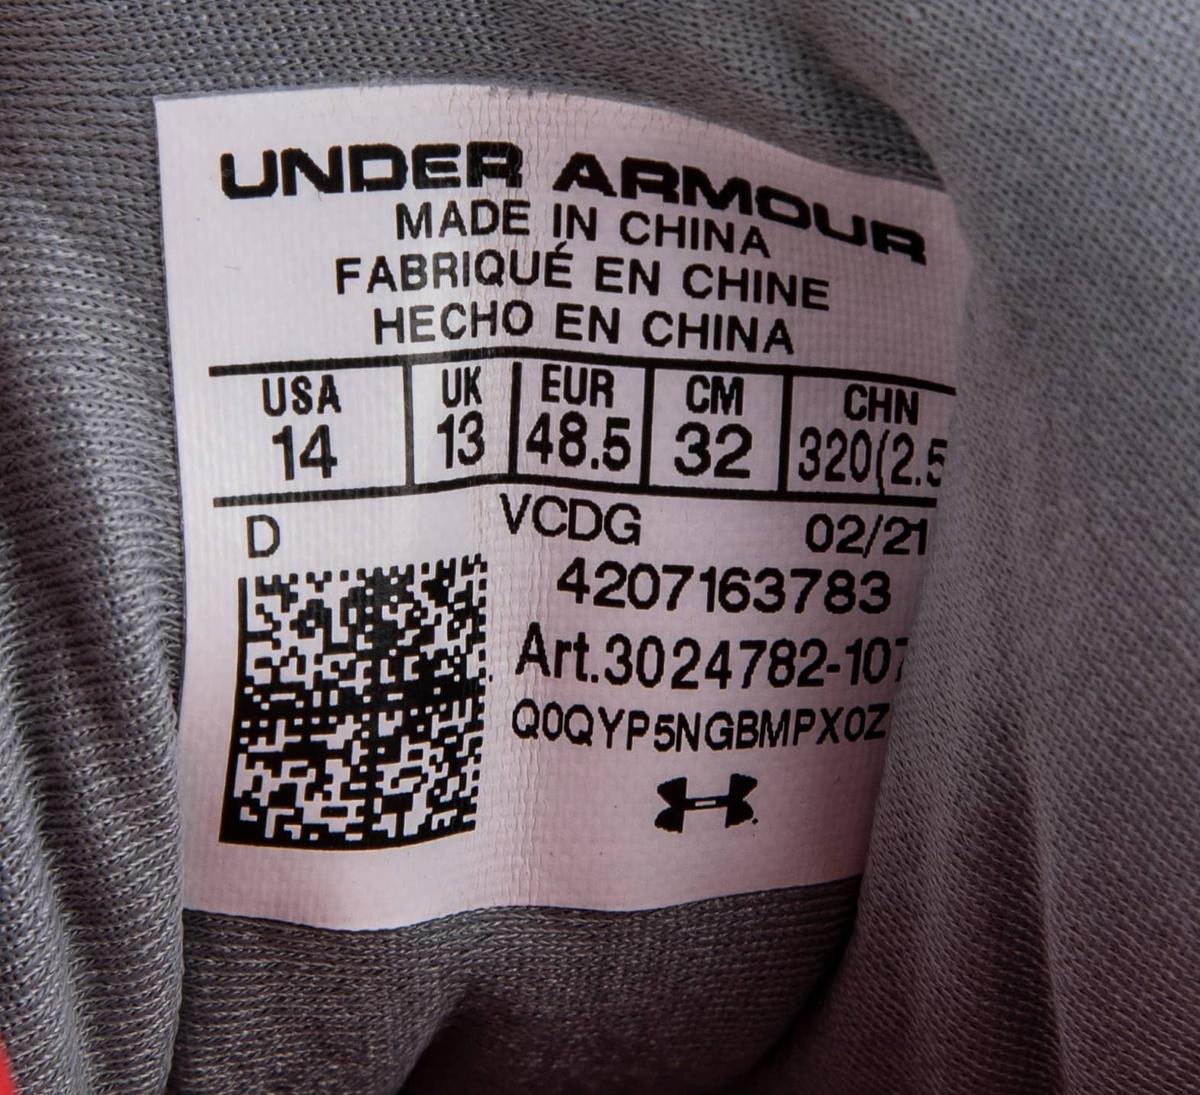 UNDER ARMOUR
MADE IN CHINA
FABRIQUÉ EN CHINE
HECHO EN CHINA
USA UK EUR CM CHN
14 13 48.5 32 320(2.5
D VCDG 02/21
4207163783
Art.3024782-107
Q0QYP5NGBMPX0Z